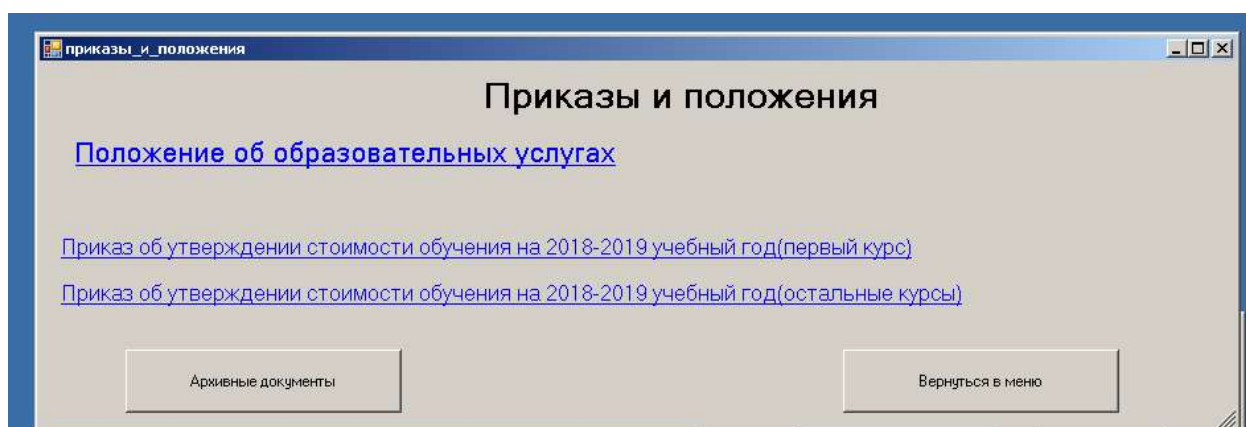 приказы_и_положения
Приказы и положения
Положение об образовательных услугах
Приказ об утверждении стоимости обучения на 2018-2019 учебный год(первый курс)
Приказ об утверждении стоимости обучения на 2018-2019 учебный год(остальные курсы)
Архивные документы
Вернуться в меню